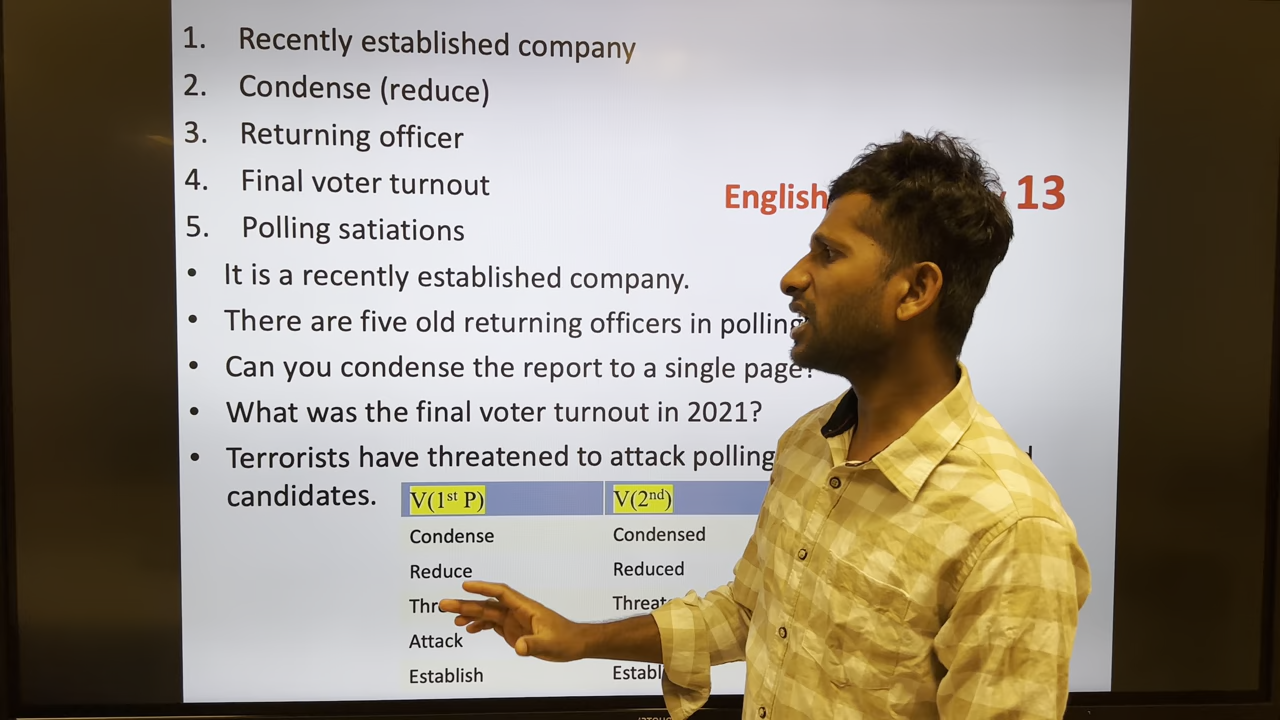 1. Recently established company
2. Condense (reduce)
3. Returning officer
4. Final voter turnout
English 13
5. Polling satiations
• It is a recently established company.
• There are five old returning officers in polling
• Can you condense the report to a single page?
• What was the final voter turnout in 2021?
• Terrorists have threatened to attack polling
candidates.
V(1st P) V(2nd)
Condense Condensed
Reduce Reduced
Attack
Establish